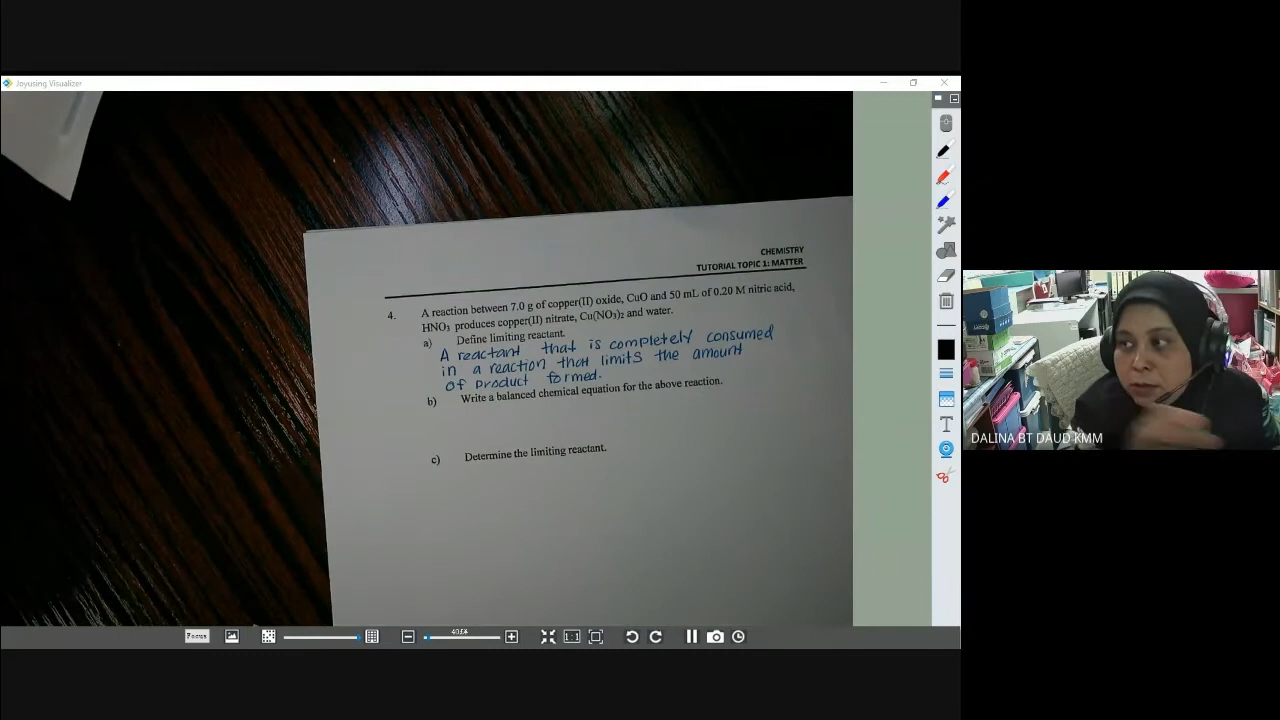 Joyusing Visualizer
CHEMISTRY
TUTORIAL TOPIC 1: MATTER
4. A reaction between 7.0 g of copper(II) oxide, CuO and 50 mL of 0.20 M nitric acid,
HNO₃ produces copper(II) nitrate, Cu(NO₃)₂ and water.
a) Define limiting reactant.
A reactant that is completely consumed
in a reaction that limits the amount
of product formed.
b) Write a balanced chemical equation for the above reaction.
c) Determine the limiting reactant.
DALINA BT DAUD KMM
T
Focus
1:1